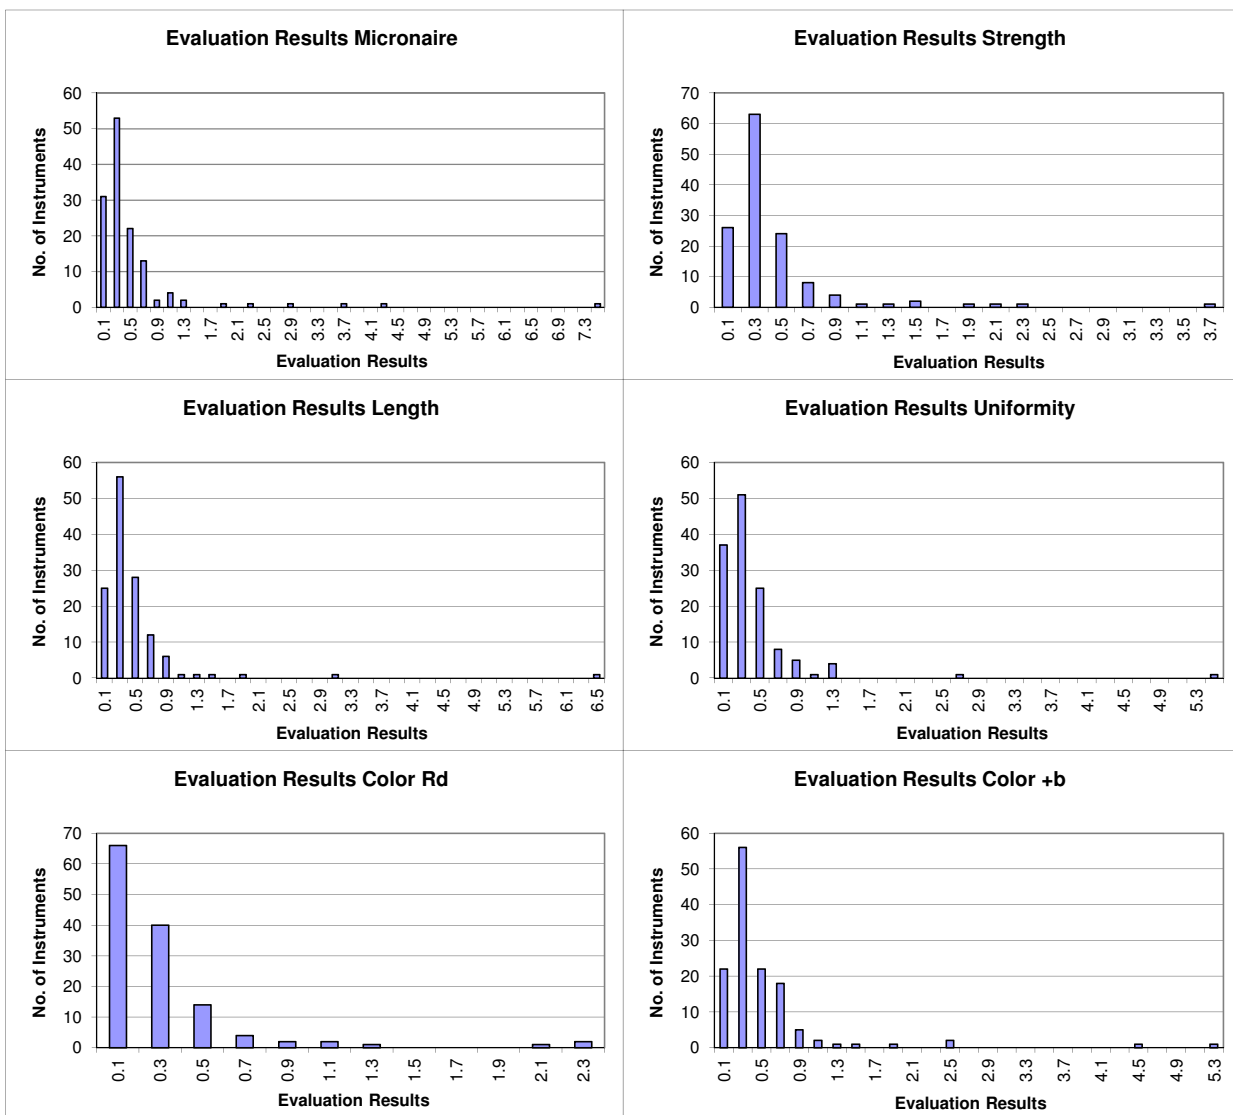 Evaluation Results Micronaire
No. of Instruments
60
50
40
30
20
10
0
0.1 0.5 0.9 1.3 1.7 2.1 2.5 2.9 3.3 3.7 4.1 4.5 4.9 5.3 5.7 6.1 6.5 6.9 7.3
Evaluation Results
Evaluation Results Strength
No. of Instruments
70
60
50
40
30
20
10
0
0.1 0.3 0.5 0.7 0.9 1.1 1.3 1.5 1.7 1.9 2.1 2.3 2.5 2.7 2.9 3.1 3.3 3.5 3.7
Evaluation Results
Evaluation Results Length
No. of Instruments
60
50
40
30
20
10
0
0.1 0.5 0.9 1.3 1.7 2.1 2.5 2.9 3.3 3.7 4.1 4.5 4.9 5.3 5.7 6.1 6.5
Evaluation Results
Evaluation Results Uniformity
No. of Instruments
60
50
40
30
20
10
0
0.1 0.5 0.9 1.3 1.7 2.1 2.5 2.9 3.3 3.7 4.1 4.5 4.9 5.3
Evaluation Results
Evaluation Results Color Rd
No. of Instruments
70
60
50
40
30
20
10
0
0.1 0.3 0.5 0.7 0.9 1.1 1.3 1.5 1.7 1.9 2.1 2.3
Evaluation Results
Evaluation Results Color +b
No. of Instruments
60
50
40
30
20
10
0
0.1 0.5 0.9 1.3 1.7 2.1 2.5 2.9 3.3 3.7 4.1 4.5 4.9 5.3
Evaluation Results